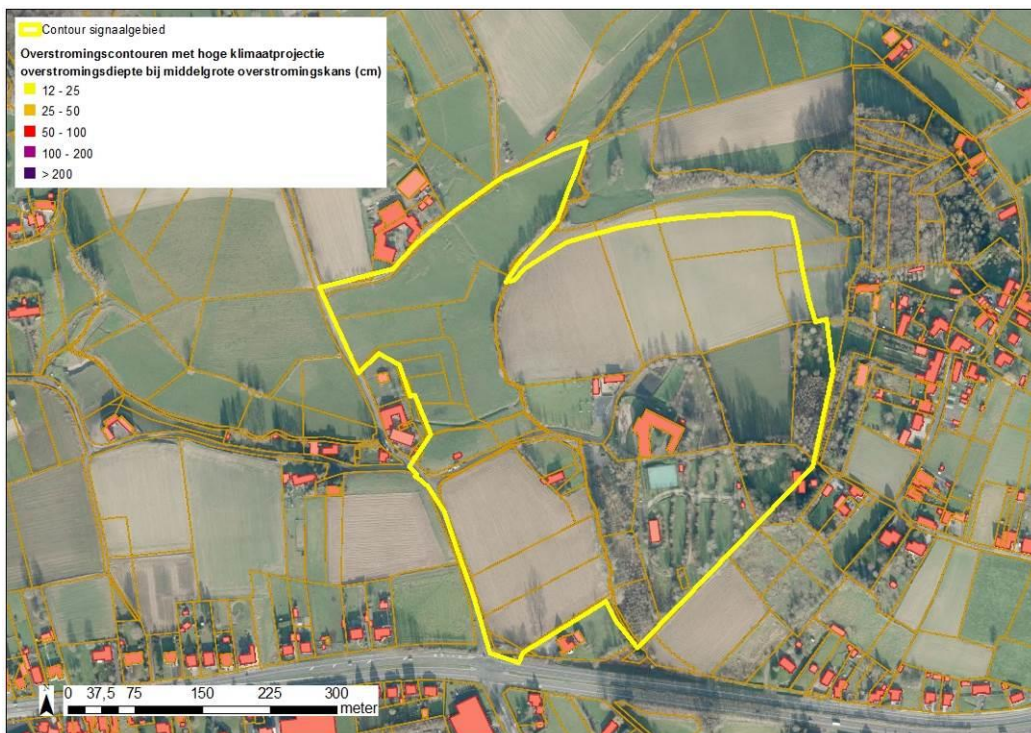 Contour signaalgebied
Overstromingscontouren met hoge klimaatprojectie
overstromingsdiepte bij middelgrote overstromingskans (cm)
12 - 25
25 - 50
50 - 100
100 - 200
> 200
0 37,5 75 150 225 300
meter